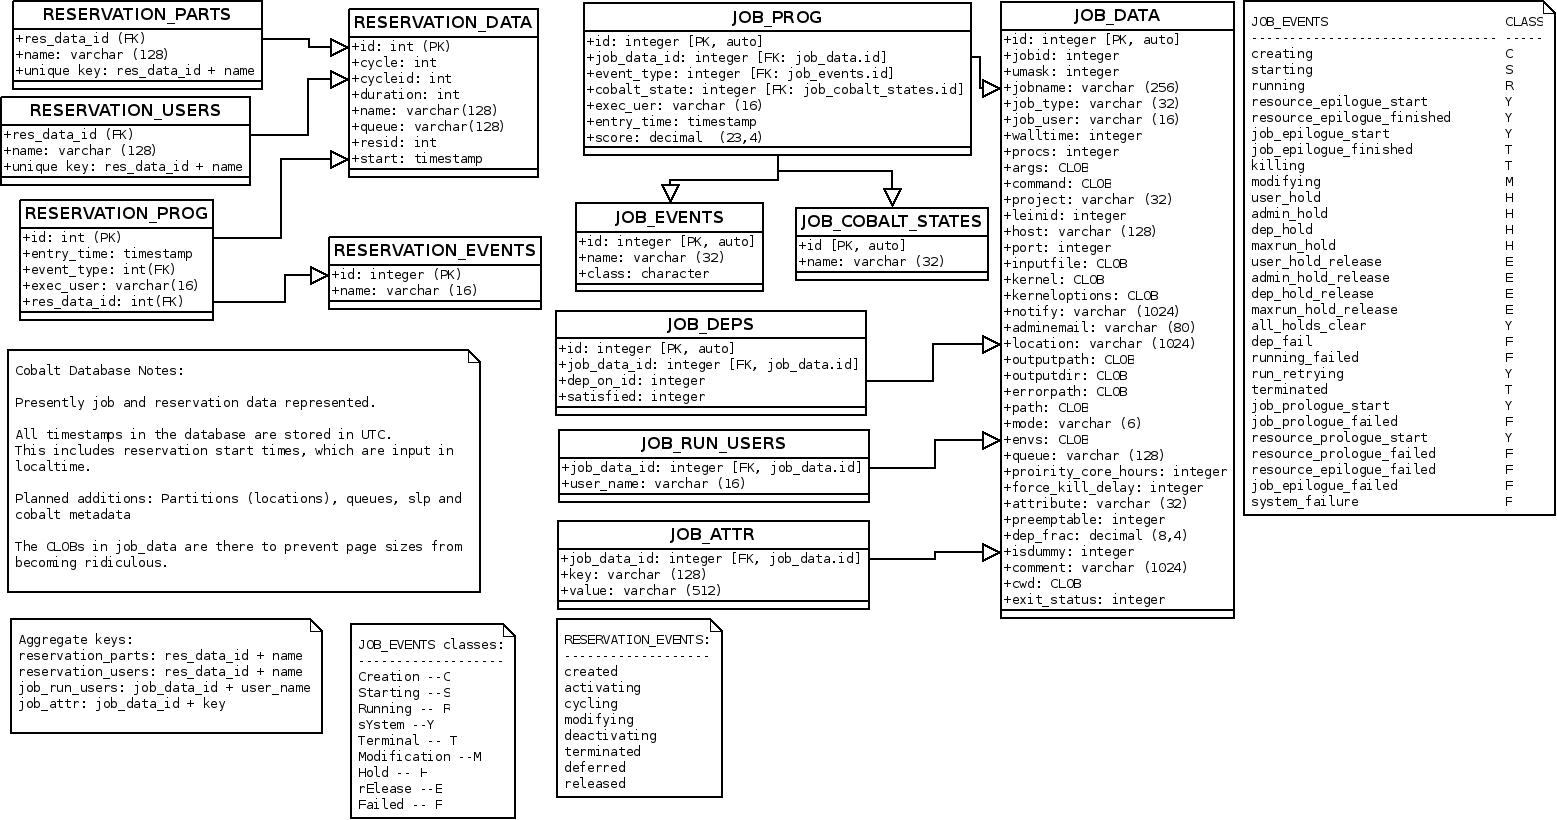 RESERVATION_PARTS
+res_data_id (FK)
+name: varchar (128)
+unique key: res_data_id + name
RESERVATION_USERS
+res_data_id (FK)
+name: varchar (128)
+unique key: res_data_id + name
RESERVATION_PROG
+id: int (PK)
+entry_time: timestamp
+event_type: int(FK)
+exec_user: varchar(16)
+res_data_id: int(FK)
RESERVATION_DATA
+id: int (PK)
+cycle: int
+cycleid: int
+duration: int
+name: varchar(128)
+queue: varchar(128)
+resid: int
+start: timestamp
RESERVATION_EVENTS
+id: integer (PK)
+name: varchar (16)
JOB_PROG
+id: integer [PK, auto]
+job_data_id: integer [FK: job_data.id]
+event_type: integer [FK: job_events.id]
+cobalt_state: integer [FK: job_cobalt_states.id]
+exec_uer: varchar (16)
+entry_time: timestamp
+score: decimal  (23,4)
JOB_EVENTS
+id: integer [PK, auto]
+name: varchar (32)
+class: character
JOB_COBALT_STATES
+id [PK, auto]
+name: varchar (32)
JOB_DEPS
+id: integer [PK, auto]
+job_data_id: integer [FK, job_data.id]
+dep_on_id: integer
+satisfied: integer
JOB_RUN_USERS
+job_data_id: integer [FK, job_data.id]
+user_name: varchar (16)
JOB_ATTR
+job_data_id: integer [FK, job_data.id]
+key: varchar (128)
+value: varchar (512)
JOB_DATA
+id: integer [PK, auto]
+jobid: integer
+umask: integer
+jobname: varchar (256)
+job_type: varchar (32)
+job_user: varchar (16)
+walltime: integer
+procs: integer
+args: CLOB
+command: CLOB
+project: varchar (32)
+leinid: integer
+host: varchar (128)
+port: integer
+inputfile: CLOB
+kernel: CLOB
+kerneloptions: CLOB
+notify: varchar (1024)
+adminemail: varchar (80)
+location: varchar (1024)
+outputpath: CLOB
+outputdir: CLOB
+errorpath: CLOB
+path: CLOB
+mode: varchar (6)
+envs: CLOB
+queue: varchar (128)
+proirity_core_hours: integer
+force_kill_delay: integer
+attribute: varchar (32)
+preemptable: integer
+dep_frac: decimal (8,4)
+isdummy: integer
+comment: varchar (1024)
+cwd: CLOB
+exit_status: integer
JOB_EVENTS CLASS
------------------------------- -----
creating C
starting S
running R
resource_epilogue_start Y
resource_epilogue_finished Y
job_epilogue_start Y
job_epilogue_finished T
killing T
modifying M
user_hold H
admin_hold H
dep_hold H
maxrun_hold H
user_hold_release E
admin_hold_release E
dep_hold_release E
maxrun_hold_release E
all_holds_clear Y
dep_fail F
running_failed F
run_retrying Y
terminated T
job_prologue_start Y
job_prologue_failed F
resource_prologue_start Y
resource_prologue_failed F
resource_epilogue_failed F
job_epilogue_failed F
system_failure F
Cobalt Database Notes:
Presently job and reservation data represented.
All timestamps in the database are stored in UTC.
This includes reservation start times, which are input in
localtime.
Planned additions: Partitions (locations), queues, slp and
cobalt metadata
The CLOBs in job_data are there to prevent page sizes from
becoming ridiculous.
Aggregate keys:
reservation_parts: res_data_id + name
reservation_users: res_data_id + name
job_run_users: job_data_id + user_name
job_attr: job_data_id + key
JOB_EVENTS classes:
-------------------
Creation --C
Starting --S
Running -- R
sYstem --Y
Terminal -- T
Modification --M
Hold -- H
rElease --E
Failed -- F
RESERVATION_EVENTS:
-------------------
created
activating
cycling
modifying
deactivating
terminated
deferred
released